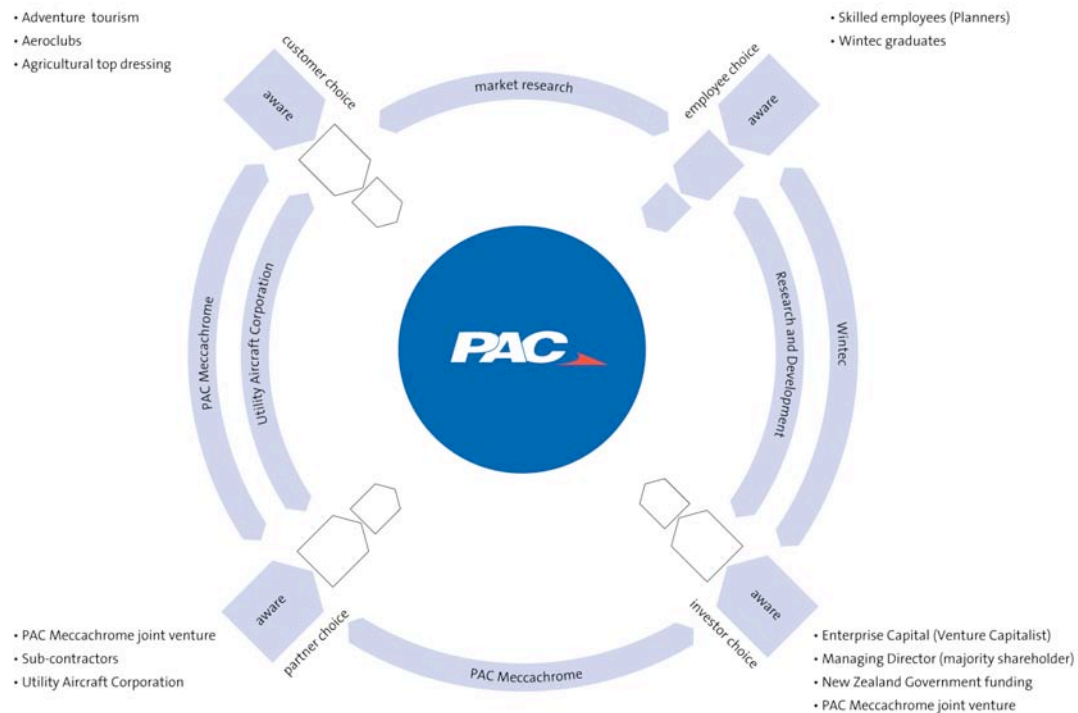 • Adventure tourism
• Aeroclubs
• Agricultural top dressing
• Skilled employees (Planners)
• Wintec graduates
customer choice
aware
market research
employee choice
aware
PAC Meccachrome
Utility Aircraft Corporation
PAC
Research and Development
Wintec
aware
partner choice
PAC Meccachrome
investor choice
aware
• PAC Meccachrome joint venture
• Sub-contractors
• Utility Aircraft Corporation
• Enterprise Capital (Venture Capitalist)
• Managing Director (majority shareholder)
• New Zealand Government funding
• PAC Meccachrome joint venture